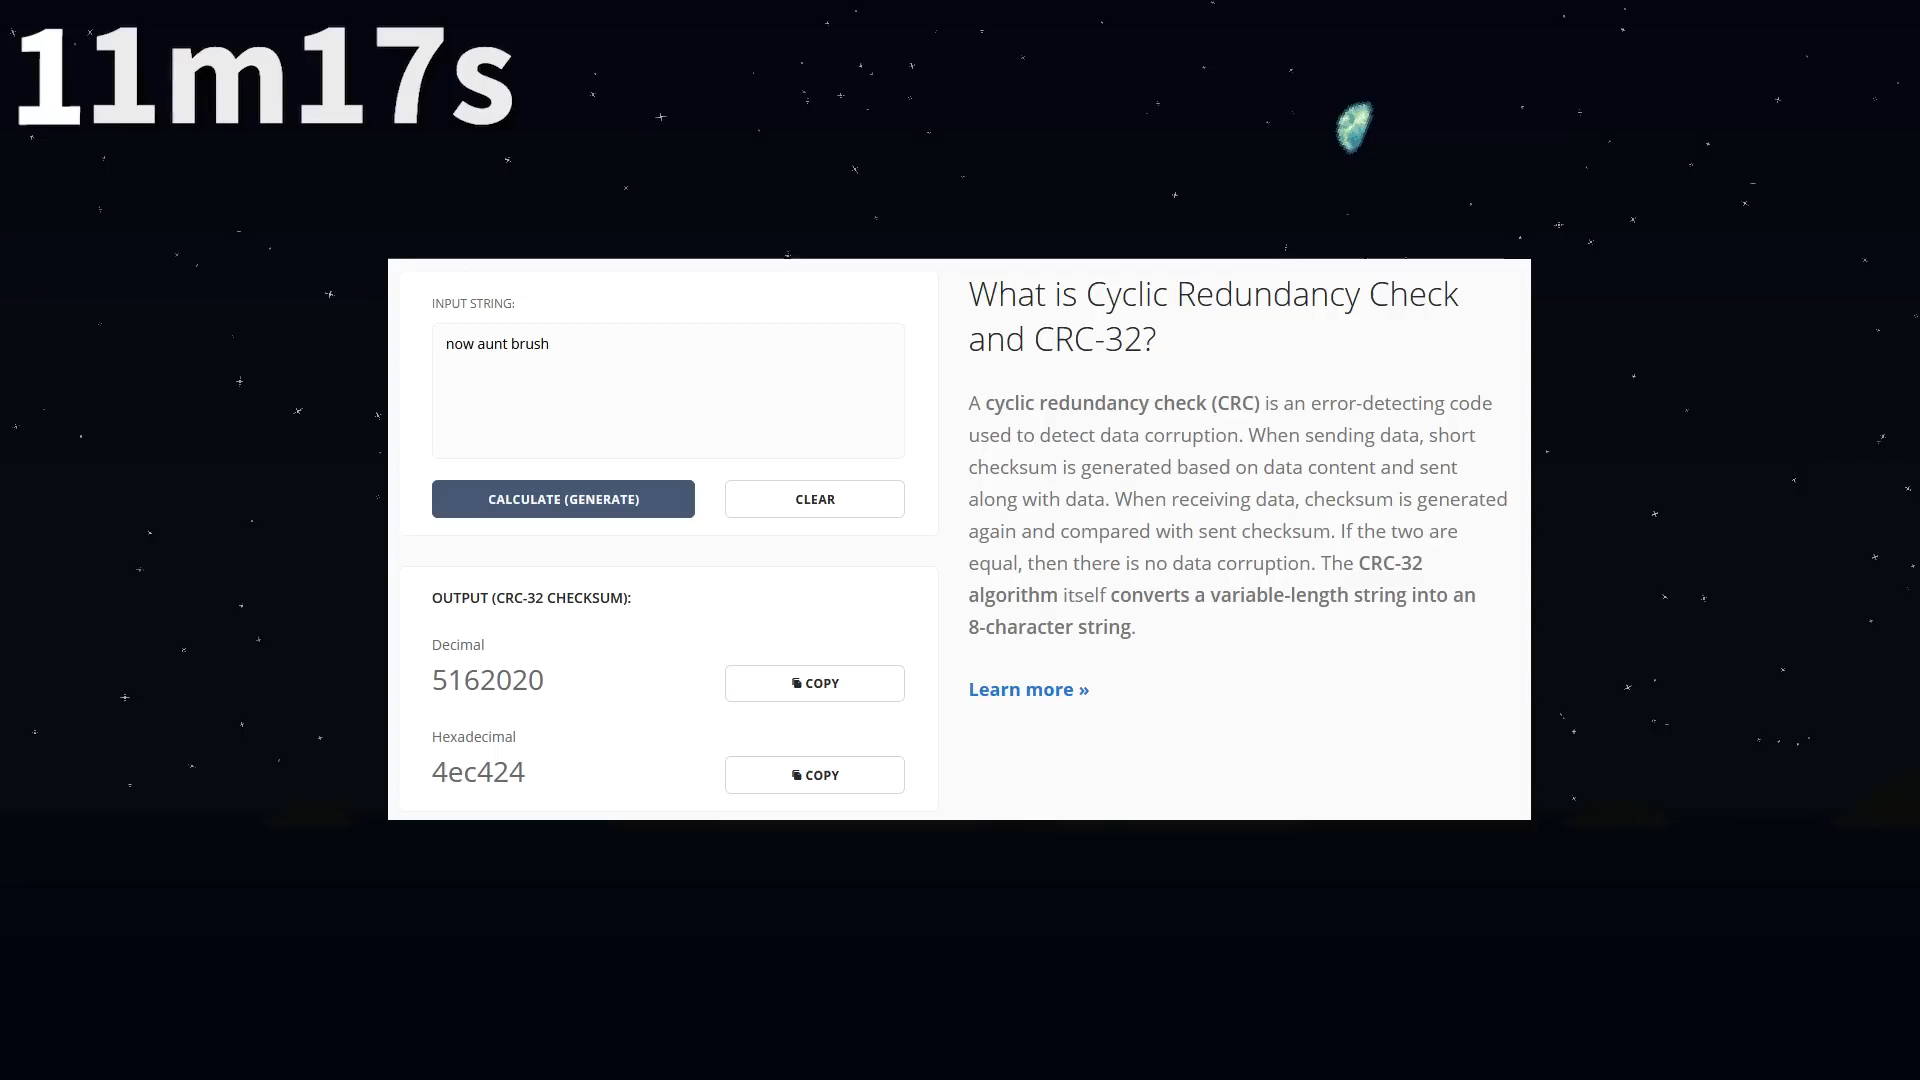 11m17s
INPUT STRING:
now aunt brush
CALCULATE (GENERATE)
CLEAR
OUTPUT (CRC-32 CHECKSUM):
Decimal
5162020
COPY
Hexadecimal
4ec424
COPY
What is Cyclic Redundancy Check
and CRC-32?
A cyclic redundancy check (CRC) is an error-detecting code
used to detect data corruption. When sending data, short
checksum is generated based on data content and sent
along with data. When receiving data, checksum is generated
again and compared with sent checksum. If the two are
equal, then there is no data corruption. The CRC-32
algorithm itself converts a variable-length string into an
8-character string.
Learn more »